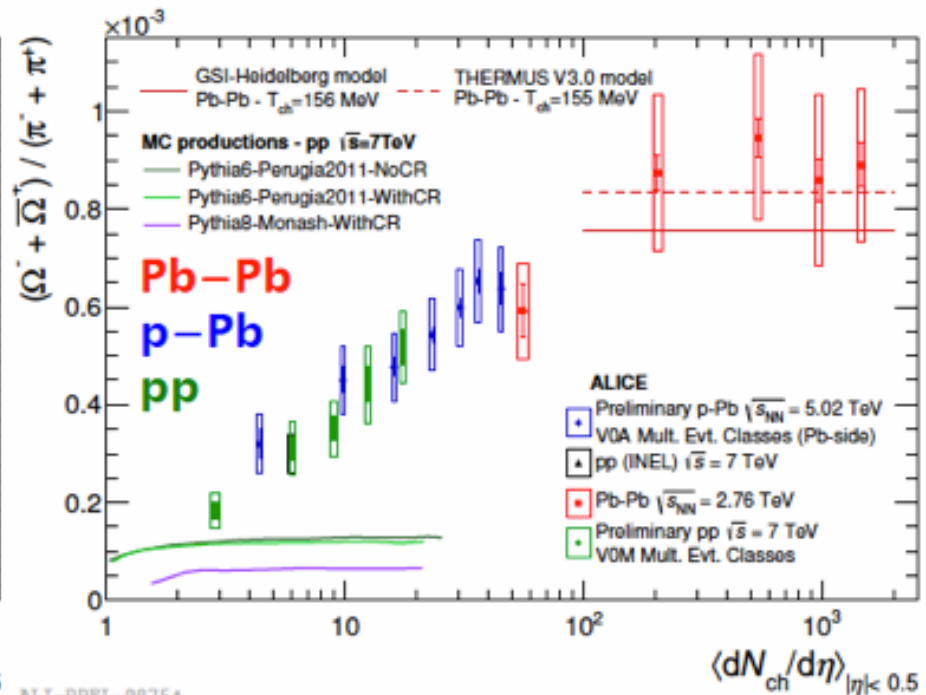 ×10⁻³
(Ω⁻ + Ω̅⁺) / (π⁻ + π⁺)
GSI-Heidelberg model
Pb-Pb - T_ch=156 MeV
THERMUS V3.0 model
Pb-Pb - T_ch=155 MeV
MC productions - pp √s=7TeV
Pythia6-Perugia2011-NoCR
Pythia6-Perugia2011-WithCR
Pythia8-Monash-WithCR
Pb–Pb
p–Pb
pp
ALICE
Preliminary p-Pb √s_NN = 5.02 TeV
V0A Mult. Evt. Classes (Pb-side)
pp (INEL) √s = 7 TeV
Pb-Pb √s_NN = 2.76 TeV
Preliminary pp √s = 7 TeV
V0M Mult. Evt. Classes
1
0.8
0.6
0.4
0.2
0
1 10 10² 10³
⟨dN_ch/dη⟩_|η|< 0.5